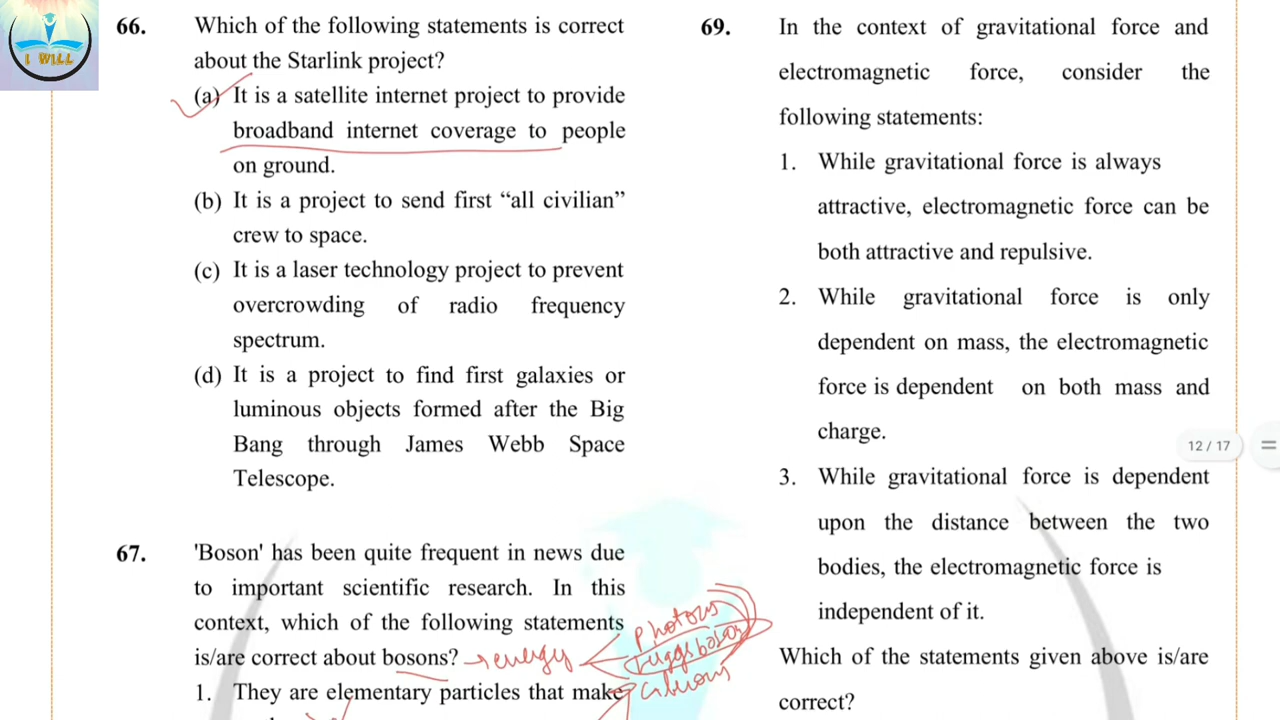 I WILL
66. Which of the following statements is correct
about the Starlink project?
(a) It is a satellite internet project to provide
broadband internet coverage to people
on ground.
(b) It is a project to send first “all civilian”
crew to space.
(c) It is a laser technology project to prevent
overcrowding of radio frequency
spectrum.
(d) It is a project to find first galaxies or
luminous objects formed after the Big
Bang through James Webb Space
Telescope.
67. 'Boson' has been quite frequent in news due
to important scientific research. In this
context, which of the following statements
is/are correct about bosons?
energy
Photons
1. They are elementary particles that make
69. In the context of gravitational force and
electromagnetic force, consider the
following statements:
1. While gravitational force is always
attractive, electromagnetic force can be
both attractive and repulsive.
2. While gravitational force is only
dependent on mass, the electromagnetic
force is dependent on both mass and
charge.
3. While gravitational force is dependent
upon the distance between the two
bodies, the electromagnetic force is
independent of it.
Which of the statements given above is/are
correct?
12 / 17